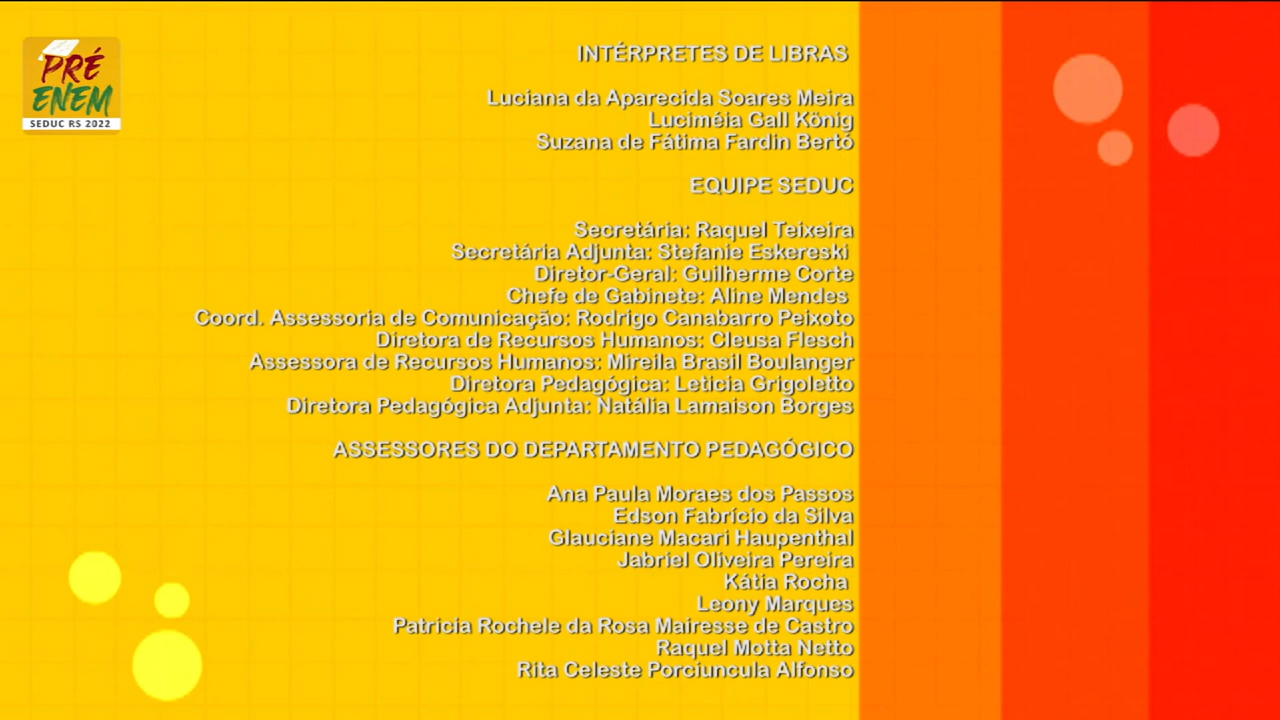 PRÉ
ENEM
SEDUC RS 2022
INTÉRPRETES DE LIBRAS
Luciana da Aparecida Soares Meira
Luciméia Gall König
Suzana de Fátima Fardin Bertó
EQUIPE SEDUC
Secretária: Raquel Teixeira
Secretária Adjunta: Stefanie Eskereski
Diretor-Geral: Guilherme Corte
Chefe de Gabinete: Aline Mendes
Coord. Assessoria de Comunicação: Rodrigo Canabarro Peixoto
Diretora de Recursos Humanos: Cleusa Flesch
Assessora de Recursos Humanos: Mireila Brasil Boulanger
Diretora Pedagógica: Leticia Grigoletto
Diretora Pedagógica Adjunta: Natália Lamaison Borges
ASSESSORES DO DEPARTAMENTO PEDAGÓGICO
Ana Paula Moraes dos Passos
Edson Fabrício da Silva
Glauciane Macari Haupenthal
Jabriel Oliveira Pereira
Kátia Rocha
Leony Marques
Patricia Rochele da Rosa Mairesse de Castro
Raquel Motta Netto
Rita Celeste Porciuncula Alfonso